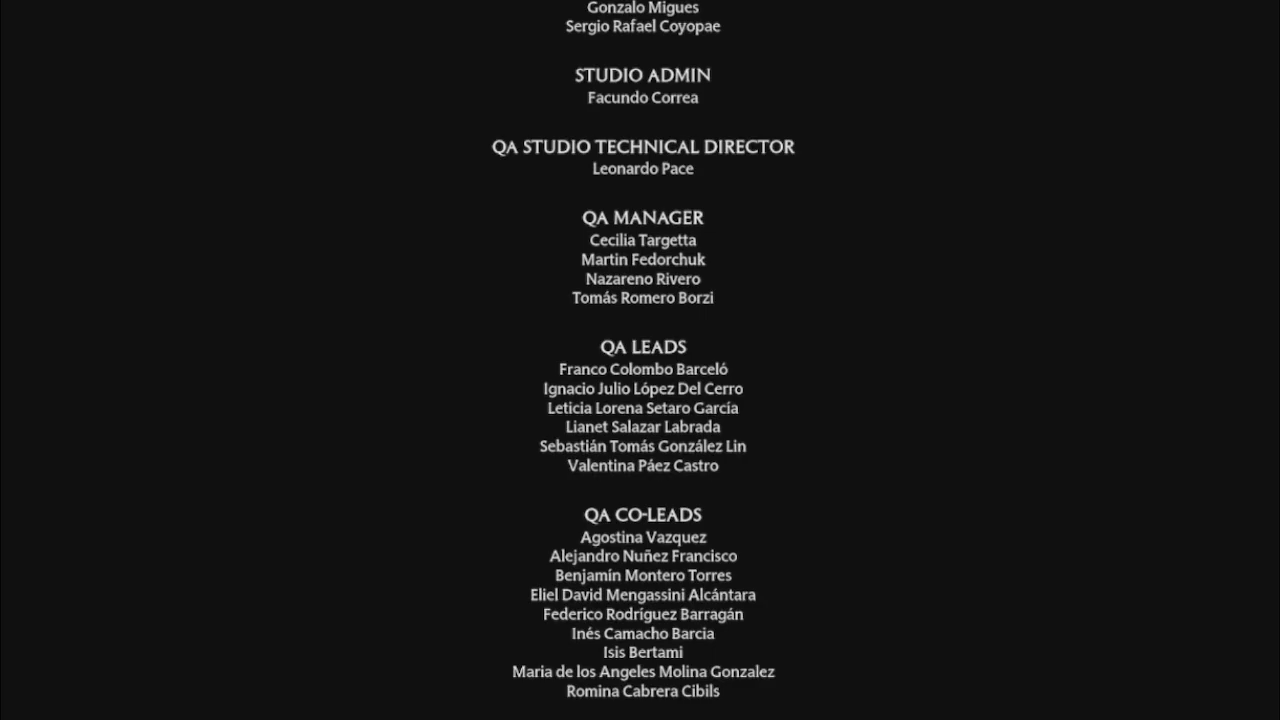 Gonzalo Migues
Sergio Rafael Coyopae
STUDIO ADMIN
Facundo Correa
QA STUDIO TECHNICAL DIRECTOR
Leonardo Pace
QA MANAGER
Cecilia Targetta
Martin Fedorchuk
Nazareno Rivero
Tomás Romero Borzi
QA LEADS
Franco Colombo Barceló
Ignacio Julio López Del Cerro
Leticia Lorena Setaro García
Lianet Salazar Labrada
Sebastián Tomás González Lin
Valentina Páez Castro
QA CO-LEADS
Agostina Vazquez
Alejandro Nuñez Francisco
Benjamín Montero Torres
Eliel David Mengassini Alcántara
Federico Rodríguez Barragán
Inés Camacho Barcia
Isis Bertami
Maria de los Angeles Molina Gonzalez
Romina Cabrera Cibils